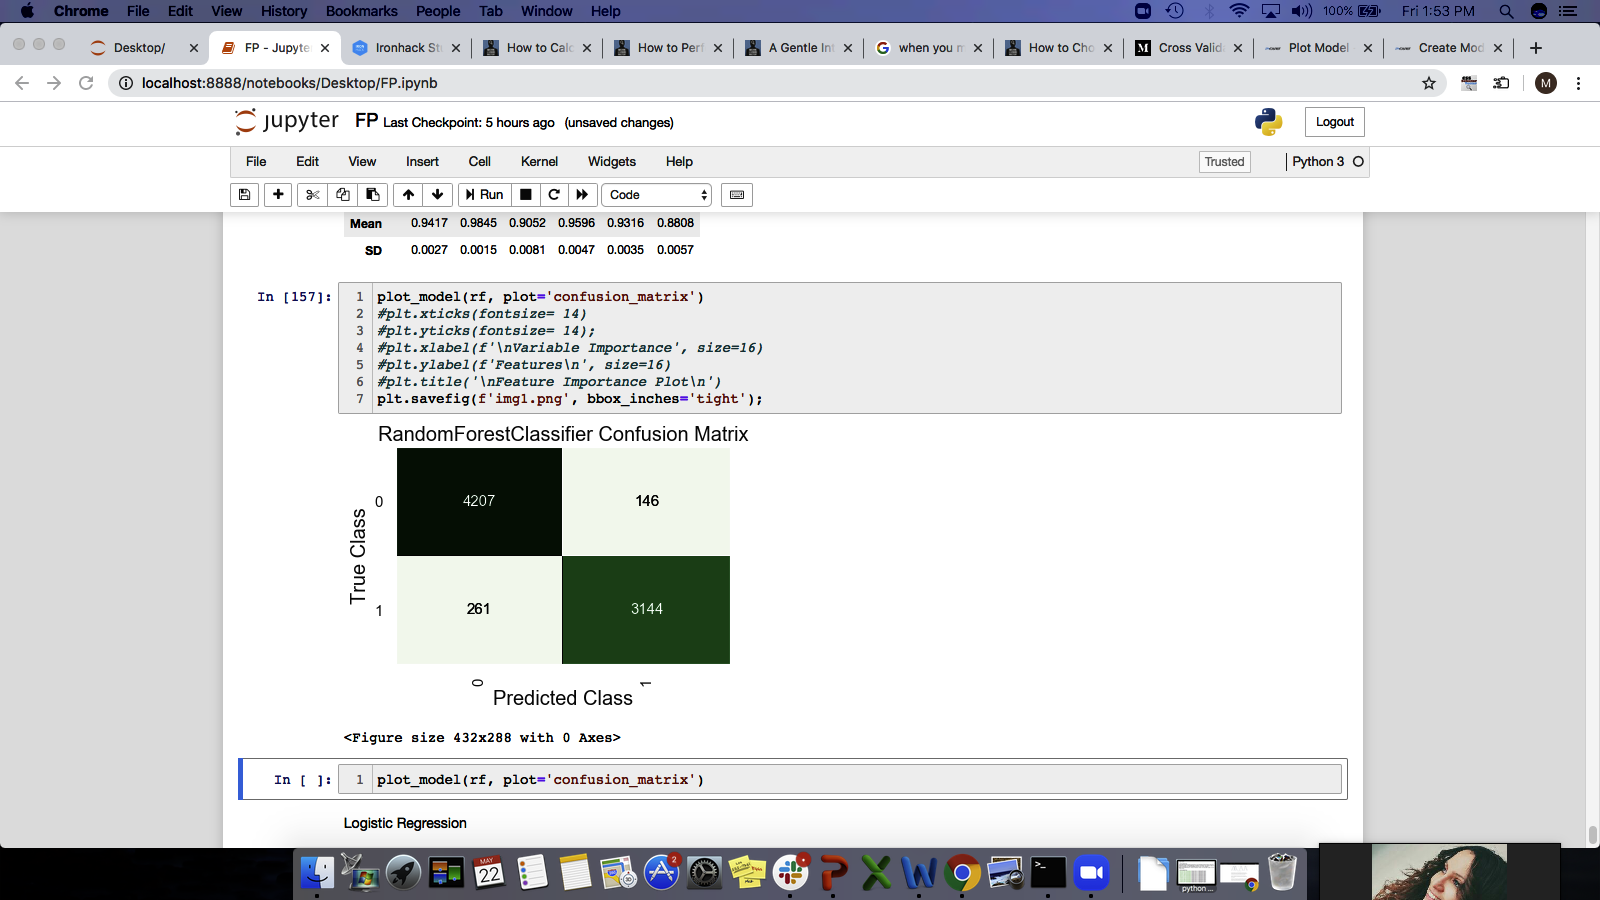 Chrome File Edit View History Bookmarks People Tab Window Help 100% Fri 1:53 PM
Desktop/ FP - Jupyte Ironhack Stu How to Calc How to Perf A Gentle Int when you m How to Cho Cross Valid Plot Model Create Mod
localhost:8888/notebooks/Desktop/FP.ipynb M
jupyter FP Last Checkpoint: 5 hours ago (unsaved changes) Logout
File Edit View Insert Cell Kernel Widgets Help Trusted Python 3
Run Code
Mean 0.9417 0.9845 0.9052 0.9596 0.9316 0.8808
SD 0.0027 0.0015 0.0081 0.0047 0.0035 0.0057
In [157]: 1 plot_model(rf, plot='confusion_matrix')
2 #plt.xticks(fontsize= 14)
3 #plt.yticks(fontsize= 14);
4 #plt.xlabel(f'\nVariable Importance', size=16)
5 #plt.ylabel(f'Features\n', size=16)
6 #plt.title('\nFeature Importance Plot\n')
7 plt.savefig(f'img1.png', bbox_inches='tight');
RandomForestClassifier Confusion Matrix
True Class
0 4207 146
1 261 3144
0 1
Predicted Class
<Figure size 432x288 with 0 Axes>
In [ ]: 1 plot_model(rf, plot='confusion_matrix')
Logistic Regression
MAY
22
2
python ...